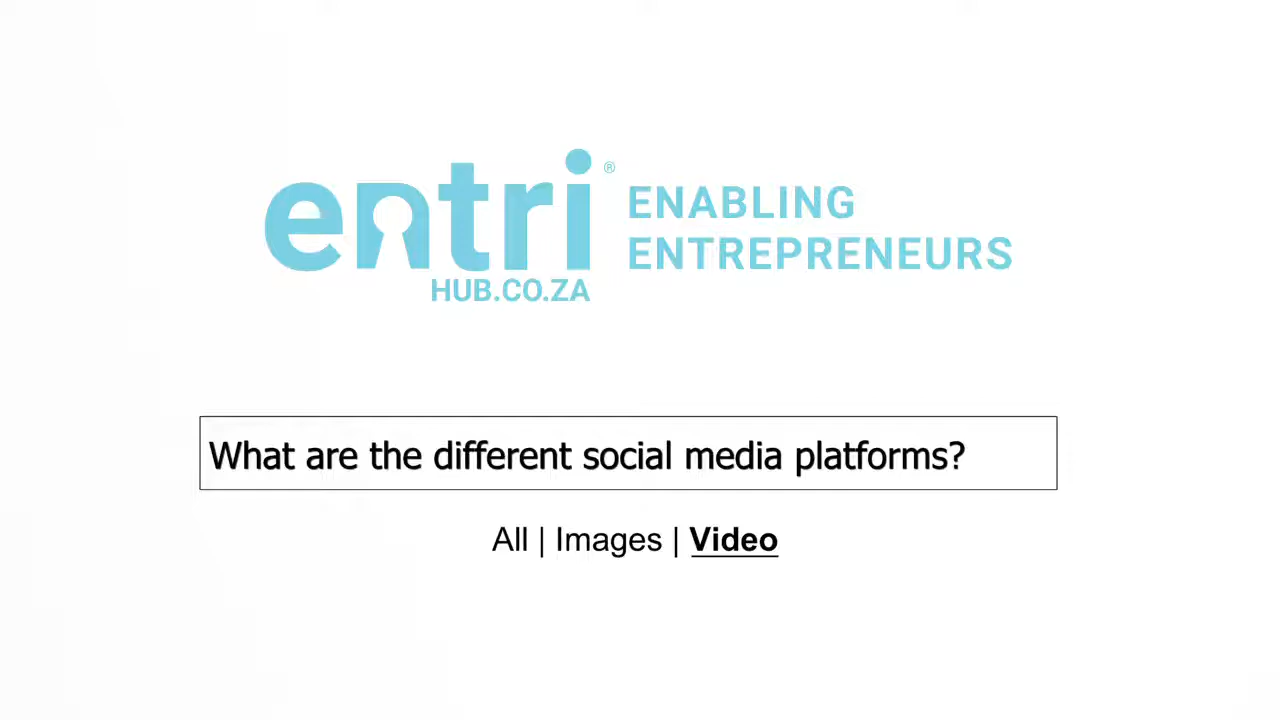 entri® ENABLING
ENTREPRENEURS
HUB.CO.ZA
What are the different social media platforms?
All | Images | Video